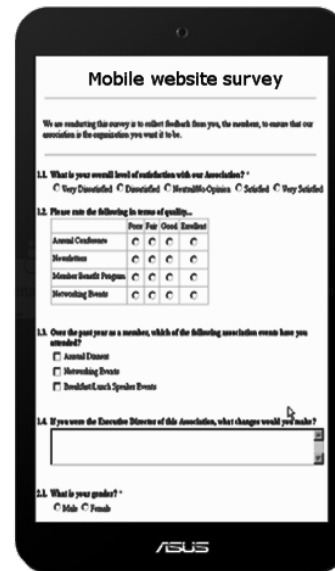 Mobile website survey
We are conducting this survey is to collect feedback from you, the members, to ensure that our
association is the organization you want it to be.
1.1. What is your overall level of satisfaction with our Association? *
Very Dissatisfied Dissatisfied Neutral/No Opinion Satisfied Very Satisfied
1.2. Please rate the following in terms of quality...
Poor Fair Good Excellent
Annual Conference
Newsletters
Member Benefit Program
Networking Events
1.3. Over the past year as a member, which of the following association events have you
attended?
Annual Dinner
Networking Events
Breakfast/Lunch Speaker Events
1.4. If you were the Executive Director of this Association, what changes would you make?
2.1. What is your gender? *
Male Female
ASUS